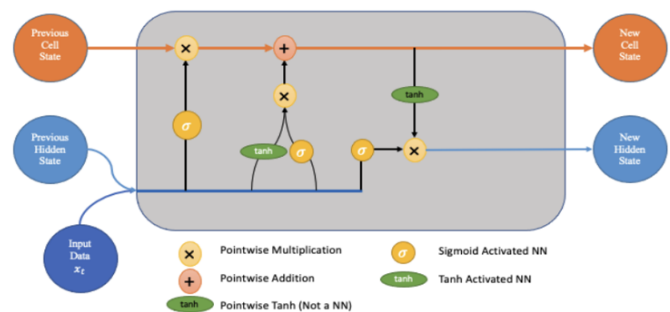 Previous
Cell
State
New
Cell
State
×
+
tanh
×
σ
Previous
Hidden
State
tanh
σ
σ
×
New
Hidden
State
Input
Data
xt
× Pointwise Multiplication
σ Sigmoid Activated NN
+ Pointwise Addition
tanh Tanh Activated NN
tanh Pointwise Tanh (Not a NN)